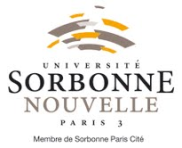 UNIVERSITÉ
SORBONNE
NOUVELLE
PARIS 3
Membre de Sorbonne Paris Cité